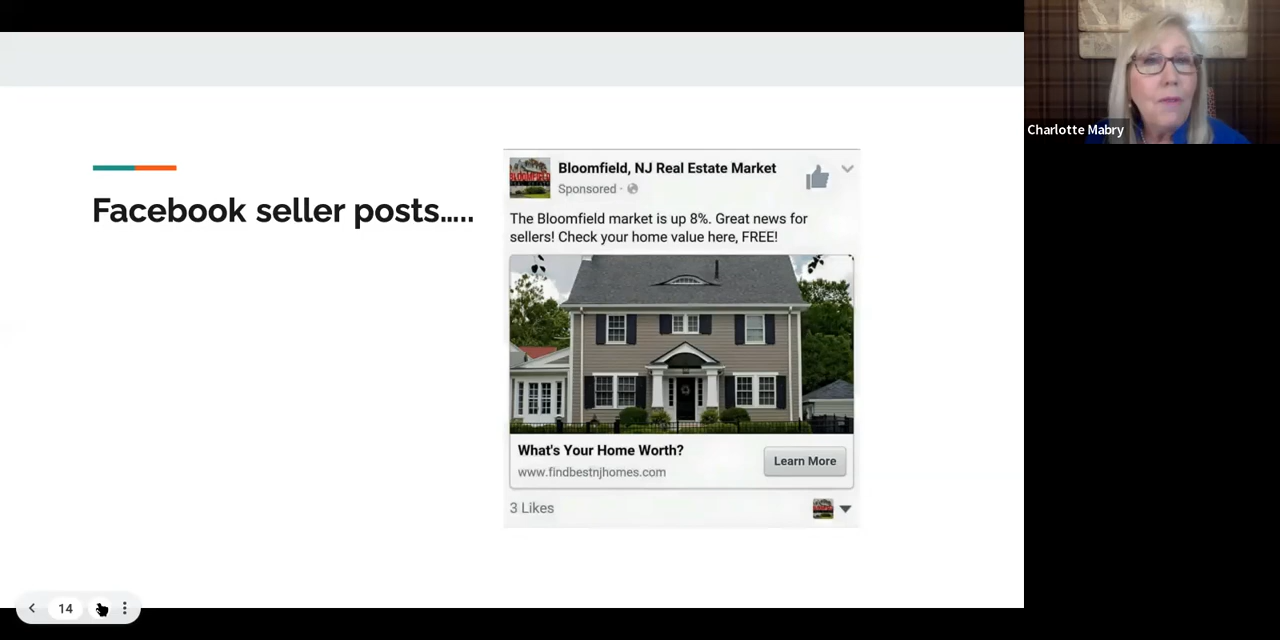 Charlotte Mabry
Facebook seller posts.....
Bloomfield, NJ Real Estate Market
Sponsored ·
The Bloomfield market is up 8%. Great news for
sellers! Check your home value here, FREE!
What's Your Home Worth?
www.findbestnjhomes.com
Learn More
3 Likes
14